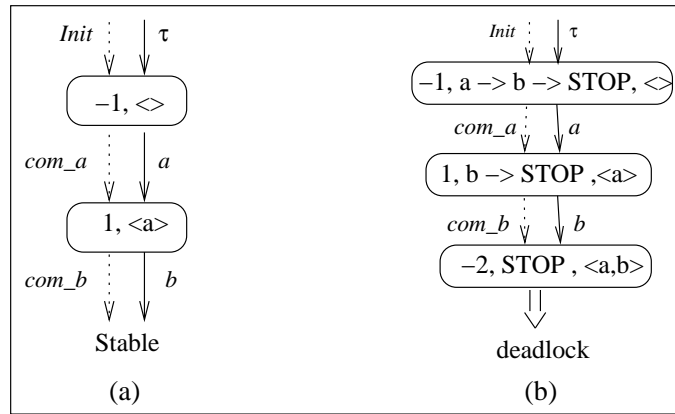 Init τ
−1, <>
com_a a
1, <a>
com_b b
Stable
(a)
Init τ
−1, a −> b −> STOP, <>
com_a a
1, b −> STOP ,<a>
com_b b
−2, STOP , <a,b>
deadlock
(b)